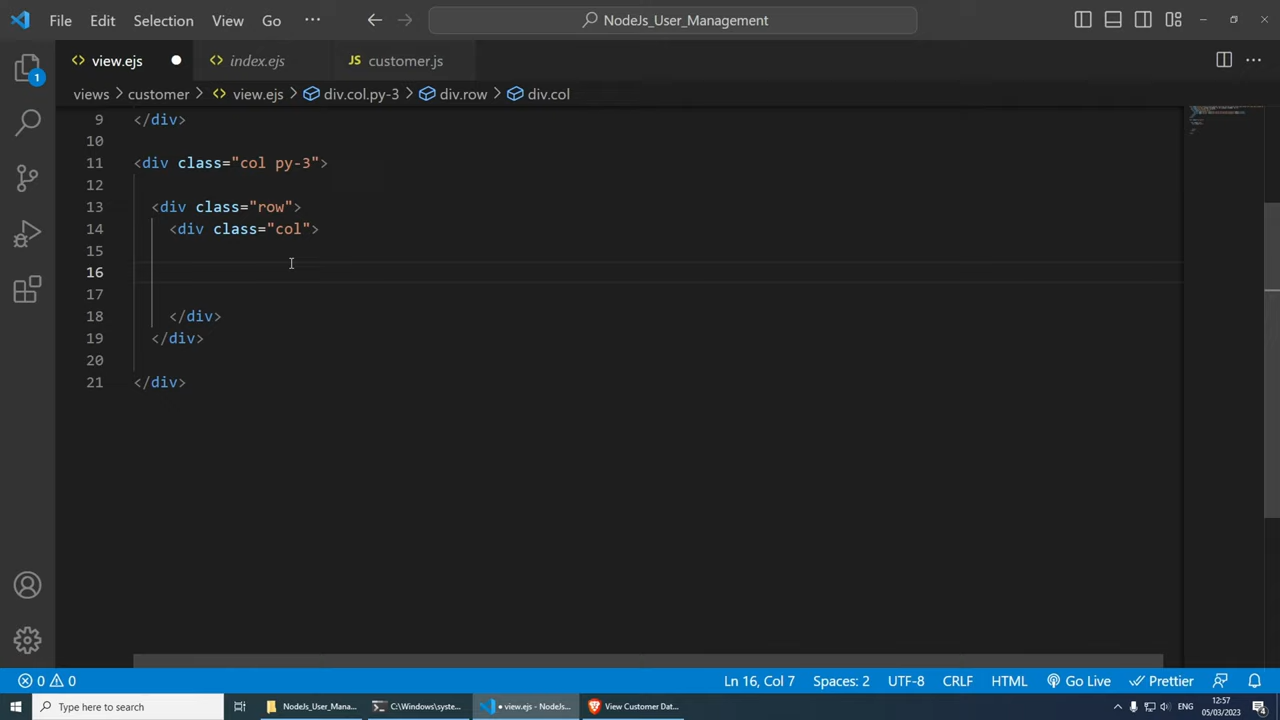 File Edit Selection View Go ··· NodeJs_User_Management
view.ejs index.ejs JS customer.js
views > customer > view.ejs > div.col.py-3 > div.row > div.col
1
9 </div>
10
11 <div class="col py-3">
12
13 <div class="row">
14 <div class="col">
15
16
17
18 </div>
19 </div>
20
21 </div>
0 0 Ln 16, Col 7 Spaces: 2 UTF-8 CRLF HTML Go Live Prettier
Type here to search NodeJs_User_Mana... C:\Windows\syste... ● view.ejs - NodeJs... View Customer Dat... ENG 12:57
05/03/2023 4